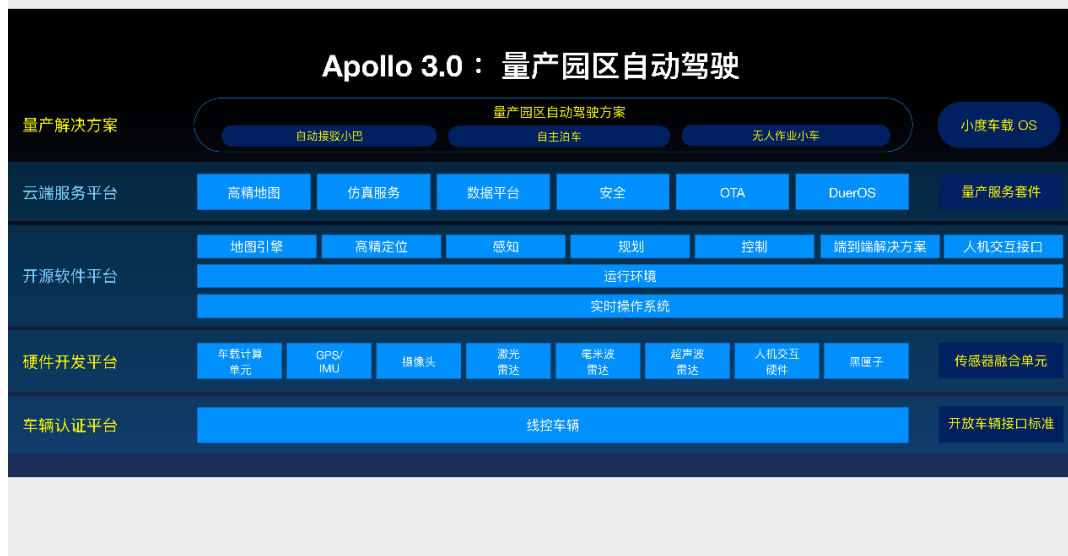 Apollo 3.0： 量产园区自动驾驶
量产解决方案
量产园区自动驾驶方案
自动接驳小巴
自主泊车
无人作业小车
小度车载 OS
云端服务平台
高精地图
仿真服务
数据平台
安全
OTA
DuerOS
量产服务套件
开源软件平台
地图引擎
高精定位
感知
规划
控制
端到端解决方案
人机交互接口
运行环境
实时操作系统
硬件开发平台
车载计算
单元
GPS/
IMU
摄像头
激光
雷达
毫米波
雷达
超声波
雷达
人机交互
硬件
黑匣子
传感器融合单元
车辆认证平台
线控车辆
开放车辆接口标准